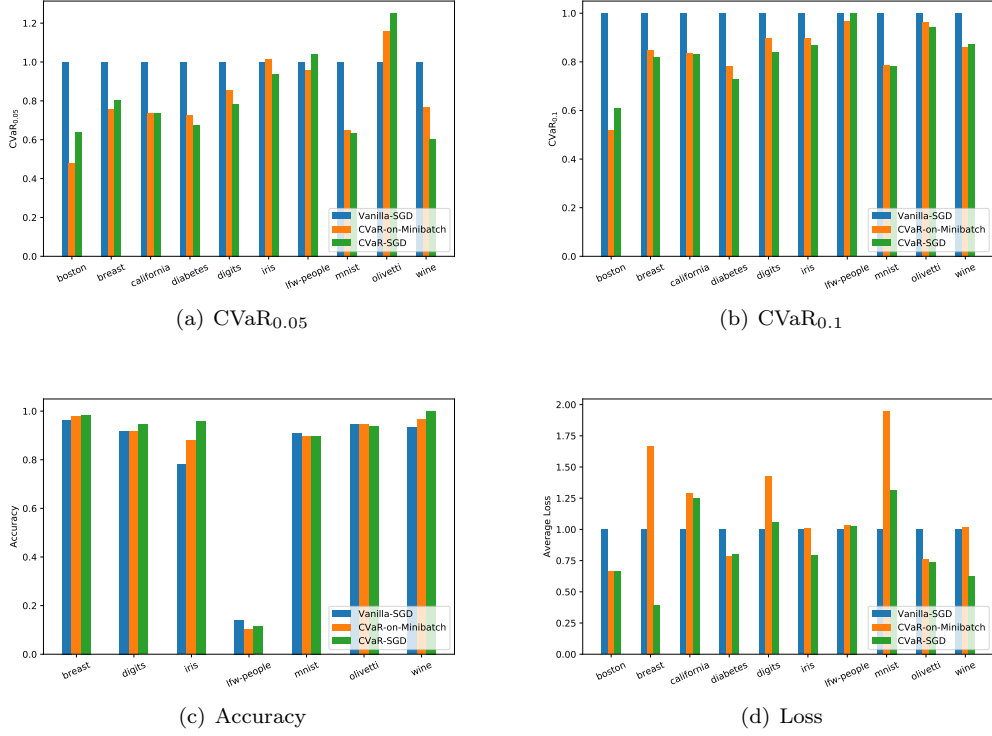 1.2
1.0
0.8
0.6
0.4
0.2
0.0
CVaR0.05
boston breast california diabetes digits iris lfw-people mnist olivetti wine
Vanilla-SGD
CVaR-on-Minibatch
CVaR-SGD
(a) CVaR0.05
1.0
0.8
0.6
0.4
0.2
0.0
CVaR0.1
boston breast california diabetes digits iris lfw-people mnist olivetti wine
Vanilla-SGD
CVaR-on-Minibatch
CVaR-SGD
(b) CVaR0.1
1.0
0.8
0.6
0.4
0.2
0.0
Accuracy
breast digits iris lfw-people mnist olivetti wine
Vanilla-SGD
CVaR-on-Minibatch
CVaR-SGD
(c) Accuracy
2.00
1.75
1.50
1.25
1.00
0.75
0.50
0.25
0.00
Average Loss
boston breast california diabetes digits iris lfw-people mnist olivetti wine
Vanilla-SGD
CVaR-on-Minibatch
CVaR-SGD
(d) Loss